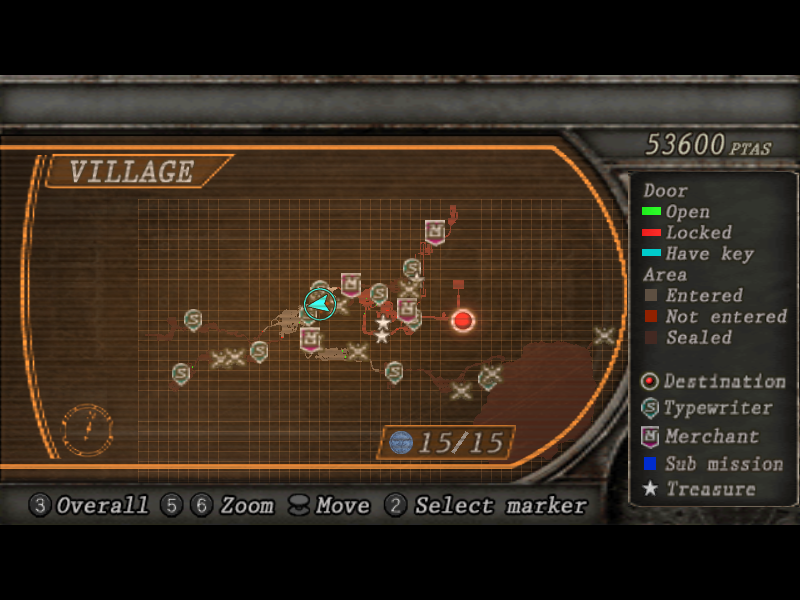 53600 PTAS
VILLAGE
Door
Open
Locked
Have key
Area
Entered
Not entered
Sealed
Destination
S Typewriter
M Merchant
Sub mission
Treasure
15/15
3 Overall 5 6 Zoom Move 2 Select marker